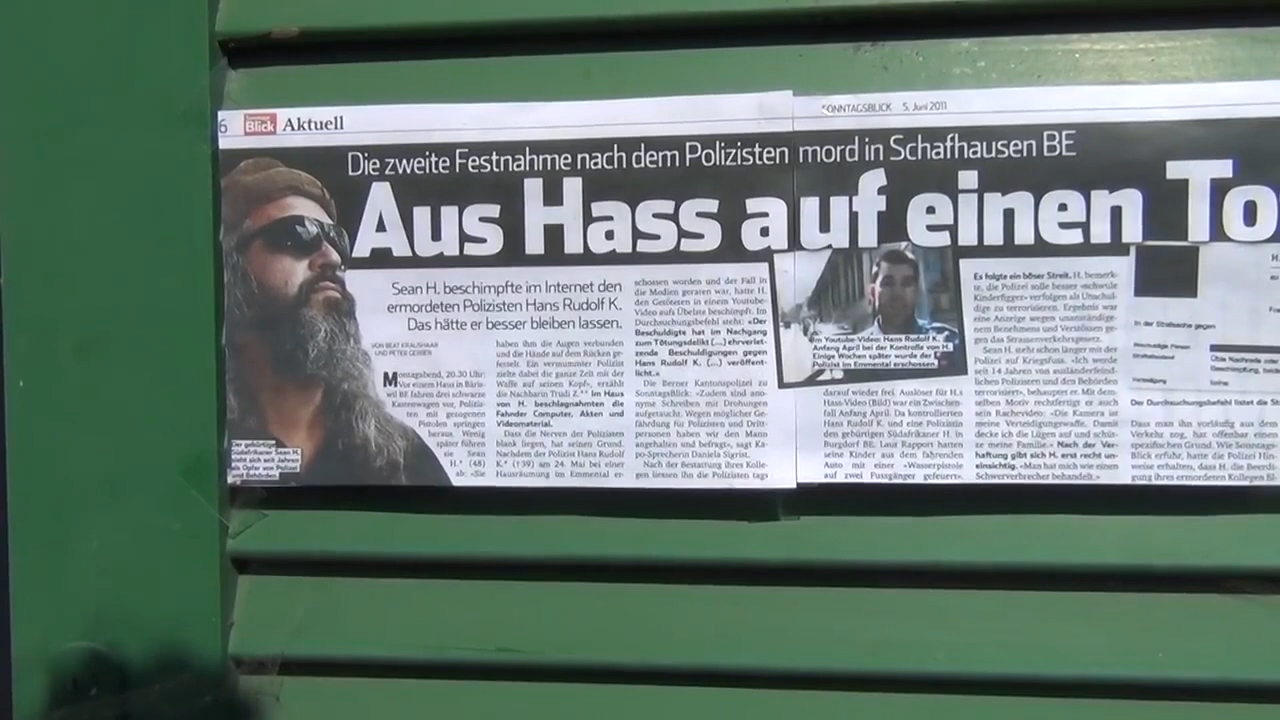 6 Sonntags Blick Aktuell
SONNTAGSBLICK 5. Juni 2011
Die zweite Festnahme nach dem Polizisten mord in Schafhausen BE
Aus Hass auf einen To
Sean H. beschimpfte im Internet den
ermordeten Polizisten Hans Rudolf K.
Das hätte er besser bleiben lassen.
VON BEAT KRAUSHAAR
UND PETER GEISER
Montagabend, 20.30 Uhr:
Vor einem Haus in Bäris-
wil BE fahren drei schwarze
Kastenwagen vor, Polizis-
ten mit gezogenen
Pistolen springen
heraus. Wenig
später führen
sie Sean
H.* (48)
ab: «Sie
Der gebürtige
Südafrikaner Sean H.
sieht sich seit Jahren
als Opfer von Polizei
und Behörden.
haben ihm die Augen verbunden
und die Hände auf dem Rücken ge-
fesselt. Ein vermummter Polizist
zielte dabei die ganze Zeit mit der
Waffe auf seinen Kopf», erzählt
die Nachbarin Trudi Z.** Im Haus
von H. beschlagnahmten die
Fahnder Computer, Akten und
Videomaterial.
Dass die Nerven der Polizisten
blank liegen, hat seinen Grund.
Nachdem der Polizist Hans Rudolf
K.* (†39) am 24. Mai bei einer
Hausräumung im Emmental er-
schossen worden und der Fall in
die Medien geraten war, hatte H.
den Getöteten in einem Youtube-
Video aufs Übelste beschimpft. Im
Durchsuchungsbefehl steht: «Der
Beschuldigte hat im Nachgang
zum Tötungsdelikt (...) ehrverlet-
zende Beschuldigungen gegen
Hans Rudolf K. (...) veröffent-
licht.»
Die Berner Kantonspolizei zu
SonntagsBlick: «Zudem sind ano-
nyme Schreiben mit Drohungen
aufgetaucht. Wegen möglicher Ge-
fährdung für Polizisten und Dritt-
personen haben wir den Mann
angehalten und befragt», sagt Ka-
po-Sprecherin Daniela Sigrist.
Nach der Bestattung ihres Kolle-
gen liessen ihn die Polizisten tags
Im Youtube-Video: Hans Rudolf K.
Anfang April bei der Kontrolle von H.
Einige Wochen später wurde der
Polizist im Emmental erschossen.
darauf wieder frei. Auslöser für H.s
Hass-Video (Bild) war ein Zwischen-
fall Anfang April. Da kontrollierten
Hans Rudolf K. und eine Polizistin
den gebürtigen Südafrikaner H. in
Burgdorf BE. Laut Rapport hatten
seine Kinder aus dem fahrenden
Auto mit einer «Wasserpistole
auf zwei Fussgänger gefeuert».
Es folgte ein böser Streit. H. bemerk-
te, die Polizei solle besser «schwule
Kinderfigger» verfolgen als Unschul-
dige zu terrorisieren. Ergebnis war
eine Anzeige wegen unanständige-
nem Benehmens und Verstösses ge-
gen das Strassenverkehrsgesetz.
Sean H. steht schon länger mit der
Polizei auf Kriegsfuss. «Ich werde
seit 14 Jahren von ausländerfeind-
lichen Polizisten und den Behörden
terrorisiert», behauptet er. Mit dem-
selben Motiv rechtfertigt er auch
sein Rachevideo: «Die Kamera ist
meine Verteidigungswaffe. Damit
decke ich die Lügen auf und schüt-
ze meine Familie.» Nach der Ver-
haftung gibt sich H. erst recht un-
einsichtig. «Man hat mich wie einen
Schwerverbrecher behandelt.»
In der Strafsache gegen
Der Durchsuchungsbefehl listet die St
Dass man ihn vorläufig aus dem
Verkehr zog, hat offenbar einen
spezifischen Grund. Wie Sonntags-
Blick erfuhr, hatte die Polizei Hin-
weise erhalten, dass H. die Beerdi-
gung ihres ermordeten Kollegen